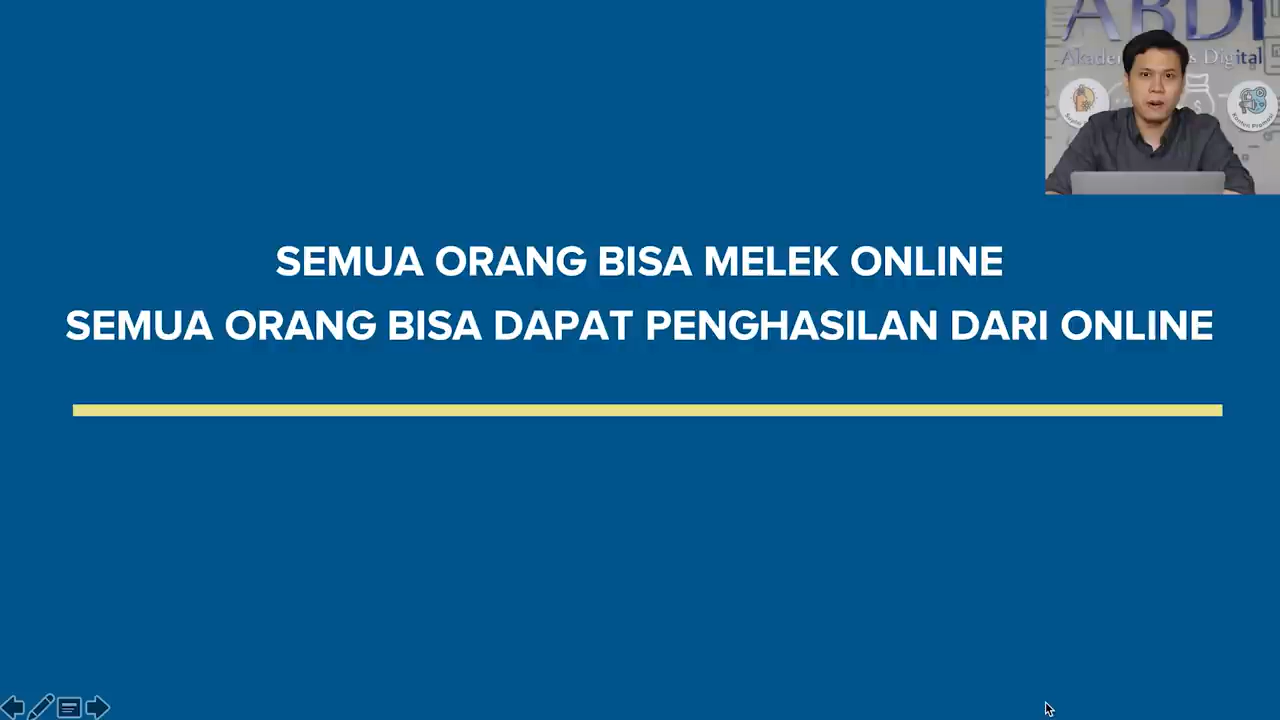 ABDI
Digital
SEMUA ORANG BISA MELEK ONLINE
SEMUA ORANG BISA DAPAT PENGHASILAN DARI ONLINE